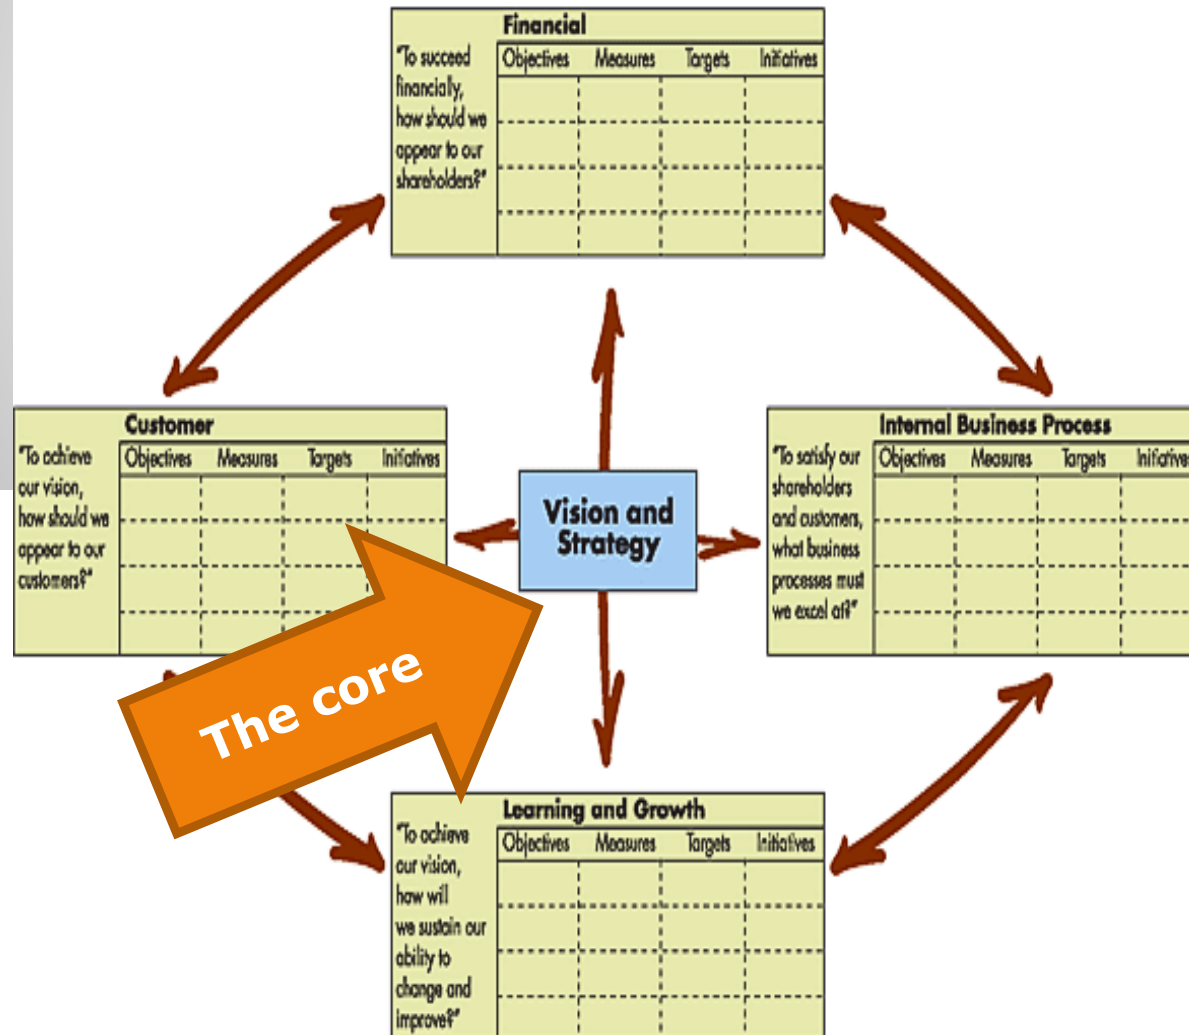 Financial
"To succeed
financially,
how should we
appear to our
shareholders?"
Objectives Measures Targets Initiatives
Customer
"To achieve
our vision,
how should we
appear to our
customers?"
Objectives Measures Targets Initiatives
Vision and
Strategy
Internal Business Process
"To satisfy our
shareholders
and customers,
what business
processes must
we excel at?"
Objectives Measures Targets Initiatives
The core
Learning and Growth
"To achieve
our vision,
how will
we sustain our
ability to
change and
improve?"
Objectives Measures Targets Initiatives